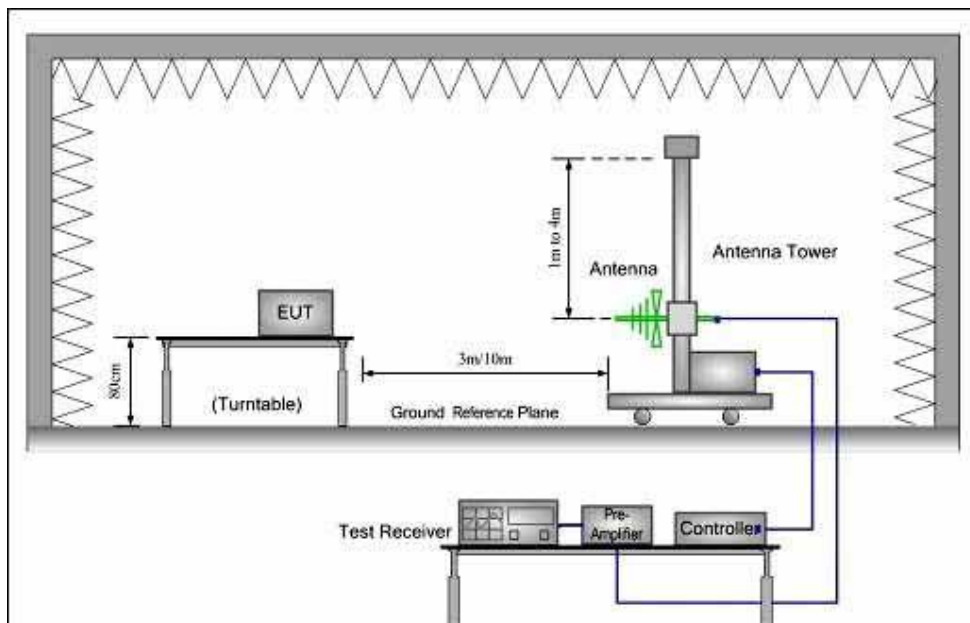 1m to 4m
Antenna
Antenna Tower
EUT
3m/10m
80cm
(Turntable)
Ground Reference Plane
Test Receiver
Pre-
Amplifier
Controller